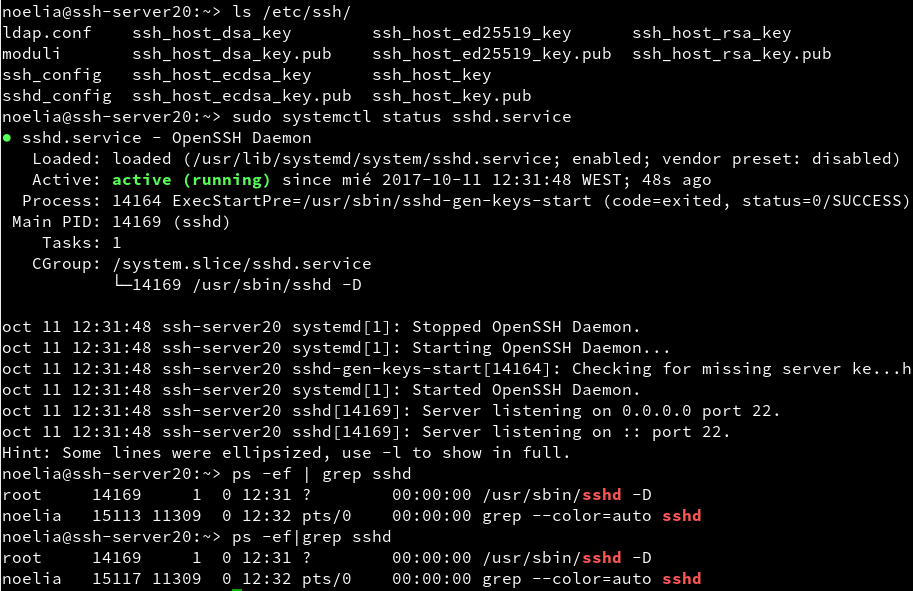 noelia@ssh-server20:~> ls /etc/ssh/
ldap.conf    ssh_host_dsa_key        ssh_host_ed25519_key      ssh_host_rsa_key
moduli       ssh_host_dsa_key.pub    ssh_host_ed25519_key.pub  ssh_host_rsa_key.pub
ssh_config   ssh_host_ecdsa_key      ssh_host_key
sshd_config  ssh_host_ecdsa_key.pub  ssh_host_key.pub
noelia@ssh-server20:~> sudo systemctl status sshd.service
● sshd.service - OpenSSH Daemon
   Loaded: loaded (/usr/lib/systemd/system/sshd.service; enabled; vendor preset: disabled)
   Active: active (running) since mié 2017-10-11 12:31:48 WEST; 48s ago
  Process: 14164 ExecStartPre=/usr/sbin/sshd-gen-keys-start (code=exited, status=0/SUCCESS)
 Main PID: 14169 (sshd)
    Tasks: 1
   CGroup: /system.slice/sshd.service
           └─14169 /usr/sbin/sshd -D

oct 11 12:31:48 ssh-server20 systemd[1]: Stopped OpenSSH Daemon.
oct 11 12:31:48 ssh-server20 systemd[1]: Starting OpenSSH Daemon...
oct 11 12:31:48 ssh-server20 sshd-gen-keys-start[14164]: Checking for missing server ke...h
oct 11 12:31:48 ssh-server20 systemd[1]: Started OpenSSH Daemon.
oct 11 12:31:48 ssh-server20 sshd[14169]: Server listening on 0.0.0.0 port 22.
oct 11 12:31:48 ssh-server20 sshd[14169]: Server listening on :: port 22.
Hint: Some lines were ellipsized, use -l to show in full.
noelia@ssh-server20:~> ps -ef | grep sshd
root     14169     1  0 12:31 ?        00:00:00 /usr/sbin/sshd -D
noelia   15113 11309  0 12:32 pts/0    00:00:00 grep --color=auto sshd
noelia@ssh-server20:~> ps -ef|grep sshd
root     14169     1  0 12:31 ?        00:00:00 /usr/sbin/sshd -D
noelia   15117 11309  0 12:32 pts/0    00:00:00 grep --color=auto sshd